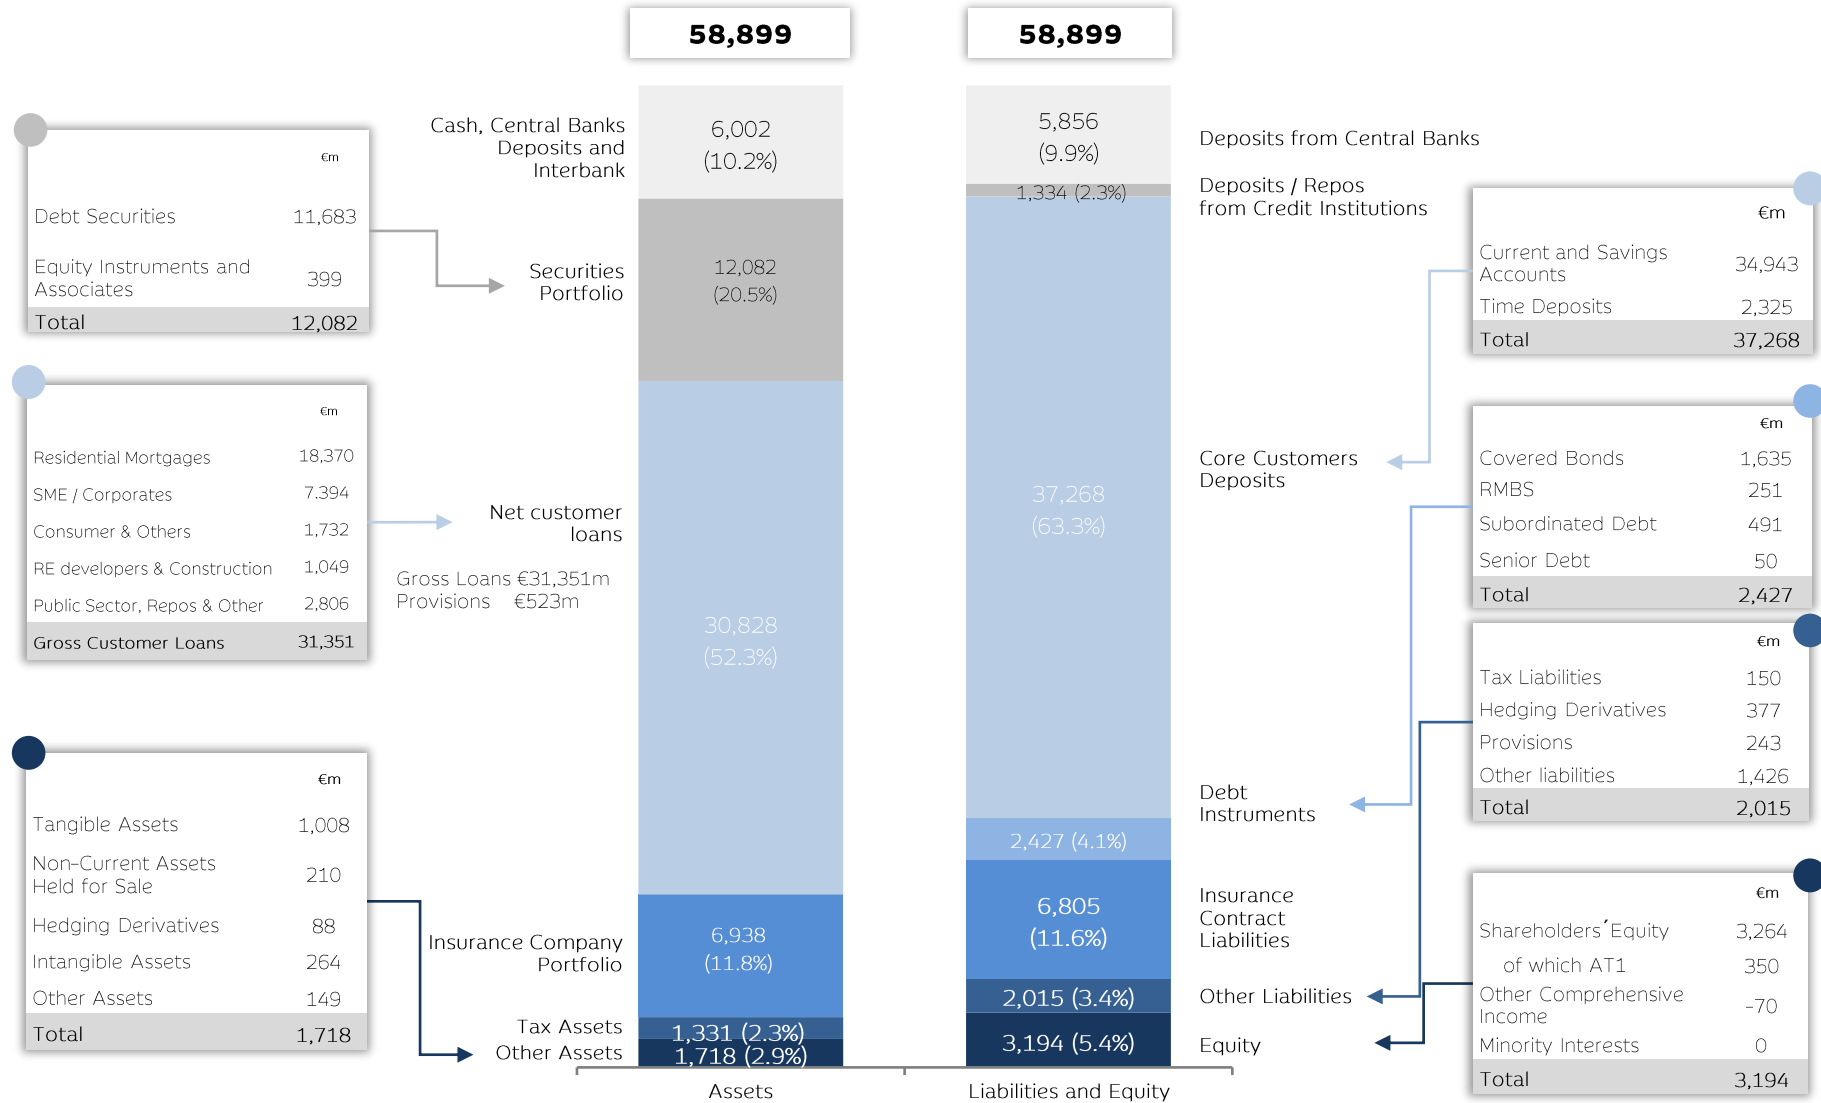 58,899
58,899
€m
Debt Securities 11,683
Equity Instruments and
Associates 399
Total 12,082
€m
Residential Mortgages 18,370
SME / Corporates 7.394
Consumer & Others 1,732
RE developers & Construction 1,049
Public Sector, Repos & Other 2,806
Gross Customer Loans 31,351
€m
Tangible Assets 1,008
Non-Current Assets
Held for Sale 210
Hedging Derivatives 88
Intangible Assets 264
Other Assets 149
Total 1,718
Cash, Central Banks
Deposits and
Interbank
Securities
Portfolio
Net customer
loans
Gross Loans €31,351m
Provisions €523m
Insurance Company
Portfolio
Tax Assets
Other Assets
6,002
(10.2%)
12,082
(20.5%)
30,828
(52.3%)
6,938
(11.8%)
1,331 (2.3%)
1,718 (2.9%)
Assets
5,856
(9.9%)
1,334 (2.3%)
37,268
(63.3%)
2,427 (4.1%)
6,805
(11.6%)
2,015 (3.4%)
3,194 (5.4%)
Liabilities and Equity
Deposits from Central Banks
Deposits / Repos
from Credit Institutions
Core Customers
Deposits
Debt
Instruments
Insurance
Contract
Liabilities
Other Liabilities
Equity
€m
Current and Savings
Accounts 34,943
Time Deposits 2,325
Total 37,268
€m
Covered Bonds 1,635
RMBS 251
Subordinated Debt 491
Senior Debt 50
Total 2,427
€m
Tax Liabilities 150
Hedging Derivatives 377
Provisions 243
Other liabilities 1,426
Total 2,015
€m
Shareholders´Equity 3,264
of which AT1 350
Other Comprehensive
Income -70
Minority Interests 0
Total 3,194